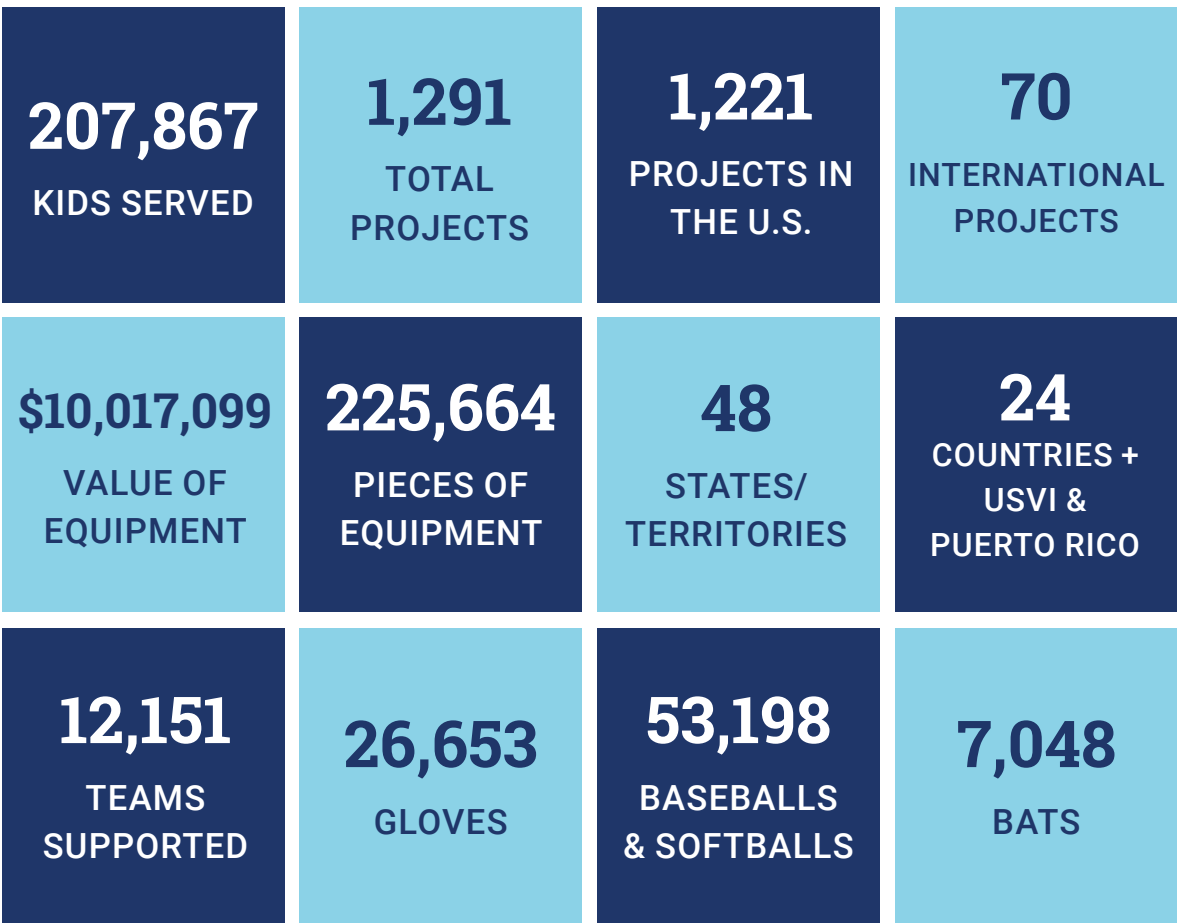 207,867
KIDS SERVED
1,291
TOTAL
PROJECTS
1,221
PROJECTS IN
THE U.S.
70
INTERNATIONAL
PROJECTS
$10,017,099
VALUE OF
EQUIPMENT
225,664
PIECES OF
EQUIPMENT
48
STATES/
TERRITORIES
24
COUNTRIES +
USVI &
PUERTO RICO
12,151
TEAMS
SUPPORTED
26,653
GLOVES
53,198
BASEBALLS
& SOFTBALLS
7,048
BATS